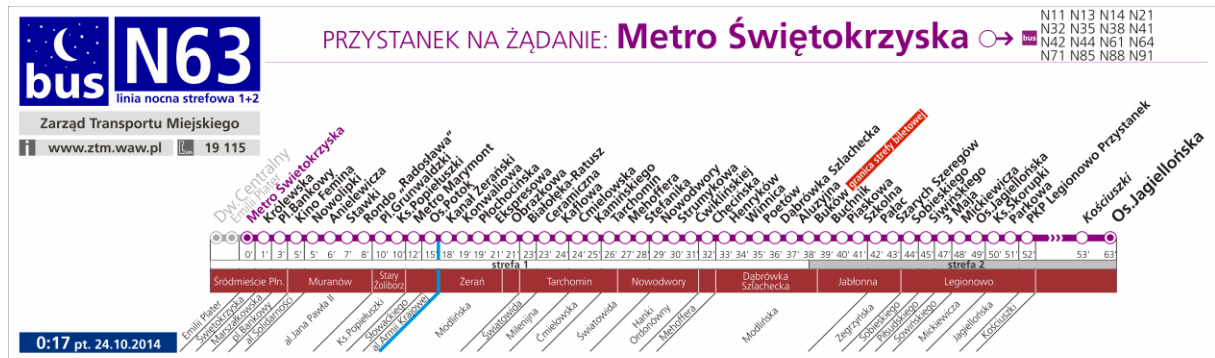 bus
N63
linia nocna strefowa 1+2
Zarząd Transportu Miejskiego
i www.ztm.waw.pl 19 115
PRZYSTANEK NA ŻĄDANIE: Metro Świętokrzyska
bus
N11 N13 N14 N21
N32 N35 N38 N41
N42 N44 N61 N64
N71 N85 N88 N91
Dw Centralny
Emilii Plater
Metro Świętokrzyska
Królewska
Pl.Bankowy
Kino Femina
Nowolipki
Anielewicza
Stawki
Rondo „Radosława”
Pl.Grunwaldzki
Ks.Popiełuszki
Metro Marymont
Os.Potok
Kanał Żerański
Konwaliowa
Płochocińska
Ekspresowa
Obrazkowa
Białołęka-Ratusz
Ceramiczna
Kaflowa
Ćmielowska
Kamińskiego
Tarchomin
Mehoffera
Stefanika
Nowodwory
Strumykowa
Ćwiklińskiej
Chęcińska
Henryków
Winnica
Poetów
Dąbrówka Szlachecka
Aluzyjna
Buków
granica strefy biletowej
Buchnik
Piaskowa
Szkolna
Pałac
Szarych Szeregów
Sobieskiego
Siwińskiego
3 Maja
Mickiewicza
Os.Jagiellońska
Ks.Skorupki
Parkowa
PKP Legionowo Przystanek
Kościuszki
Os.Jagiellońska
0' 1' 3' 5' 5' 6' 7' 8' 10' 10' 12' 15' 18' 19' 19' 21' 21' 23' 23' 24' 24' 25' 26' 27' 28' 29' 30' 31' 32' 33' 34' 35' 37' 38' 39' 40' 41' 42' 43' 44' 45' 46' 47' 48' 49' 50' 51' 52' 53' 63'
strefa 1
strefa 2
Śródmieście Płn.
Muranów
Stary
Żoliborz
Żerań
Tarchomin
Nowodwory
Dąbrówka
Szlachecka
Jabłonna
Legionowo
Emilii Plater
Świętokrzyska
Marszałkowska
pl.Bankowy
al.Solidarności
al.Jana Pawła II
Ks.Popiełuszki
Słowackiego
al.Armii Krajowej
Modlińska
Światowida
Milenijna
Ćmielowska
Światowida
Hanki
Ordonówny
Mehoffera
Modlińska
Zegrzyńska
Sobieskiego
Piłsudskiego
Sowińskiego
Mickiewicza
Jagiellońska
Kościuszki
0:17 pt. 24.10.2014